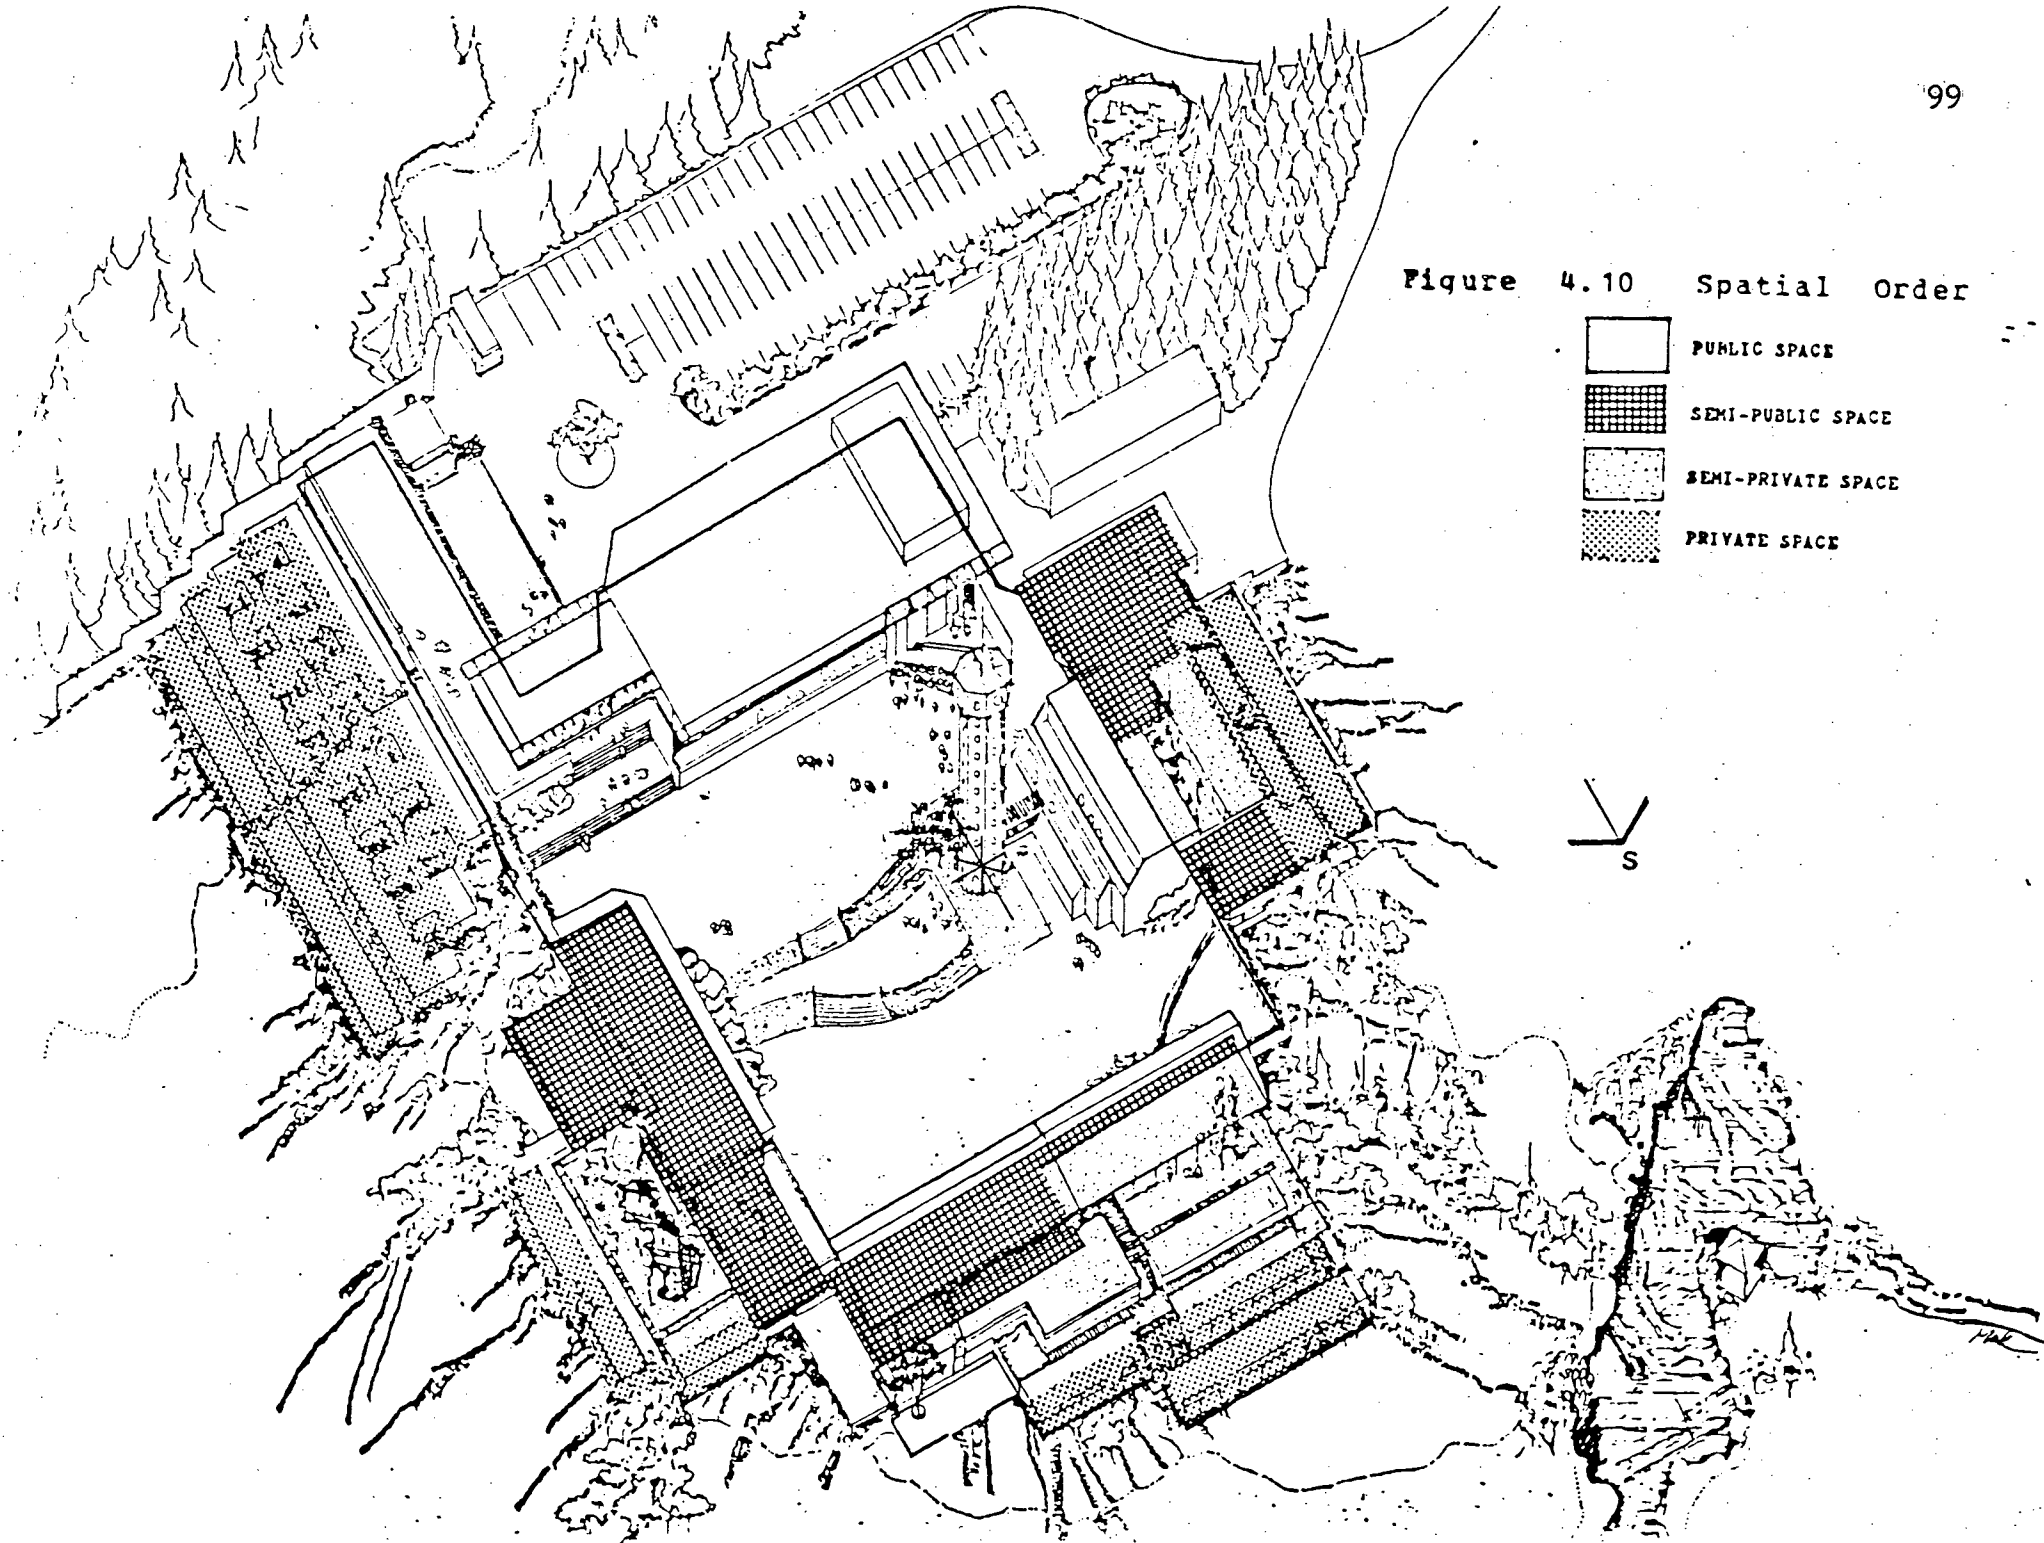 99
Figure 4.10 Spatial Order
PUBLIC SPACE
SEMI-PUBLIC SPACE
SEMI-PRIVATE SPACE
PRIVATE SPACE
S